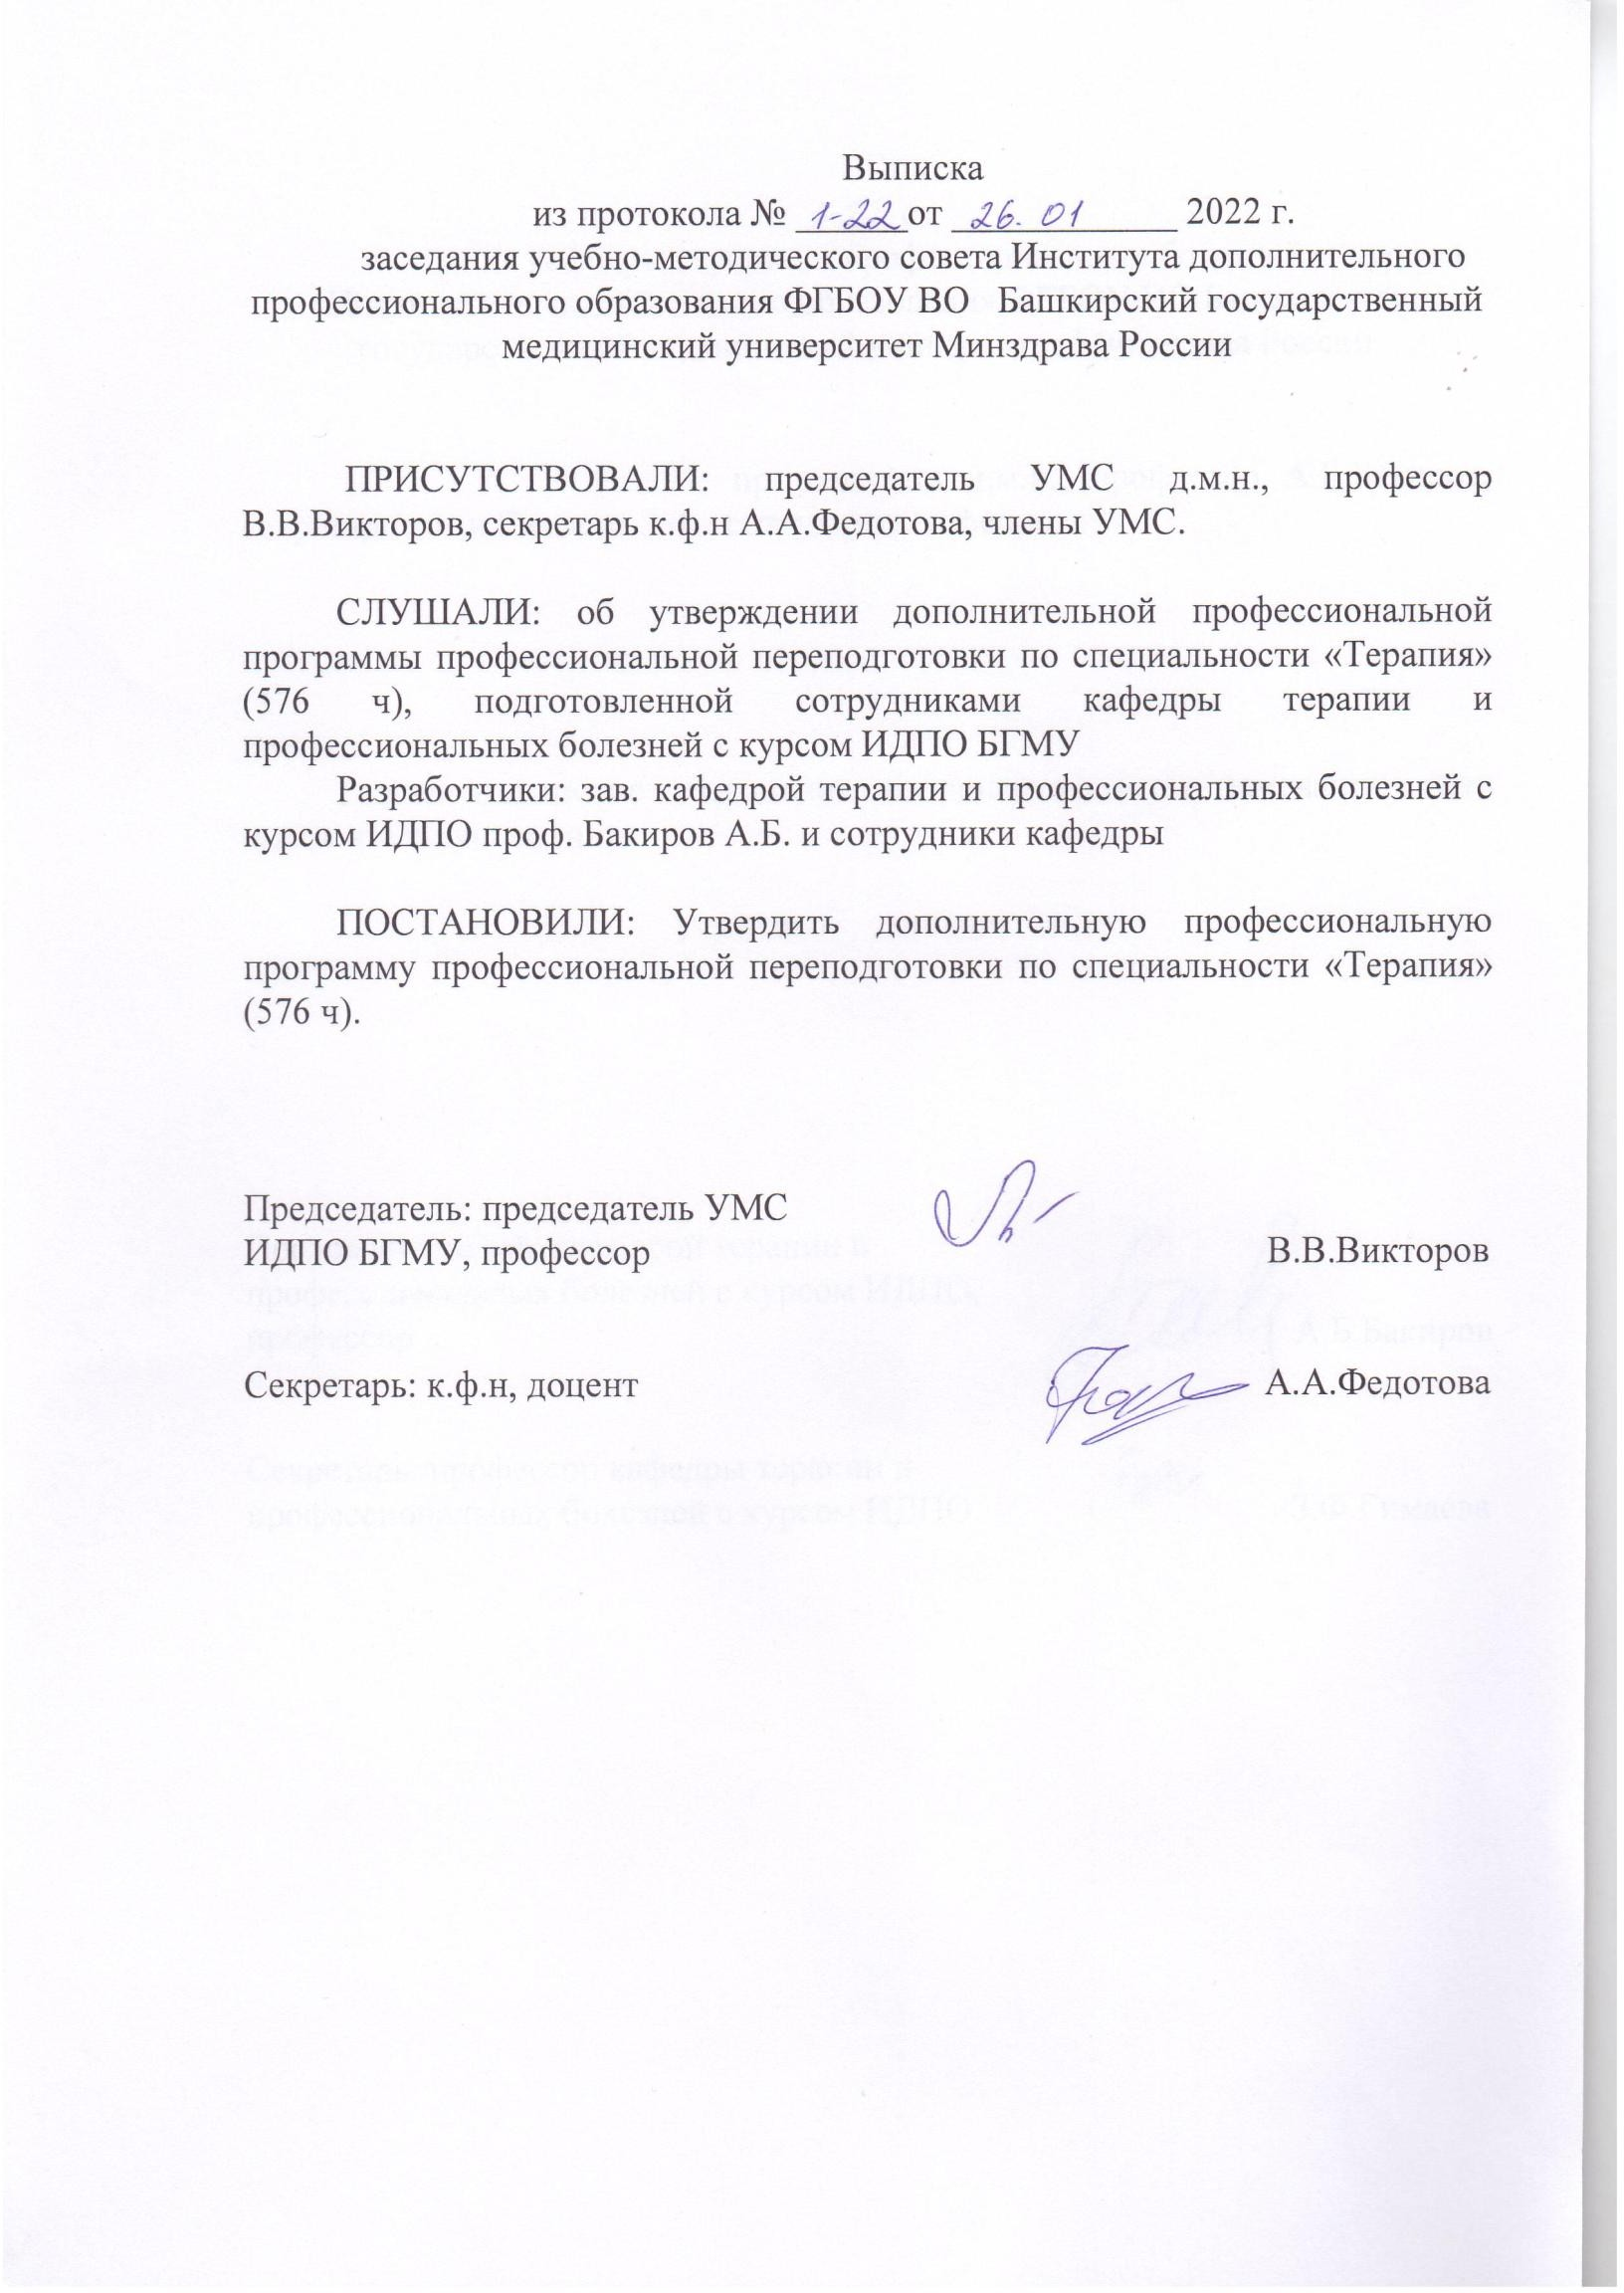 Выписка
из протокола № 1-22 от 26. 01 2022 г.
заседания учебно-методического совета Института дополнительного
профессионального образования ФГБОУ ВО Башкирский государственный
медицинский университет Минздрава России
ПРИСУТСТВОВАЛИ: председатель УМС д.м.н., профессор
В.В.Викторов, секретарь к.ф.н А.А.Федотова, члены УМС.
СЛУШАЛИ: об утверждении дополнительной профессиональной
программы профессиональной переподготовки по специальности «Терапия»
(576 ч), подготовленной сотрудниками кафедры терапии и
профессиональных болезней с курсом ИДПО БГМУ
Разработчики: зав. кафедрой терапии и профессиональных болезней с
курсом ИДПО проф. Бакиров А.Б. и сотрудники кафедры
ПОСТАНОВИЛИ: Утвердить дополнительную профессиональную
программу профессиональной переподготовки по специальности «Терапия»
(576 ч).
Председатель: председатель УМС
ИДПО БГМУ, профессор В.В.Викторов
Секретарь: к.ф.н, доцент А.А.Федотова